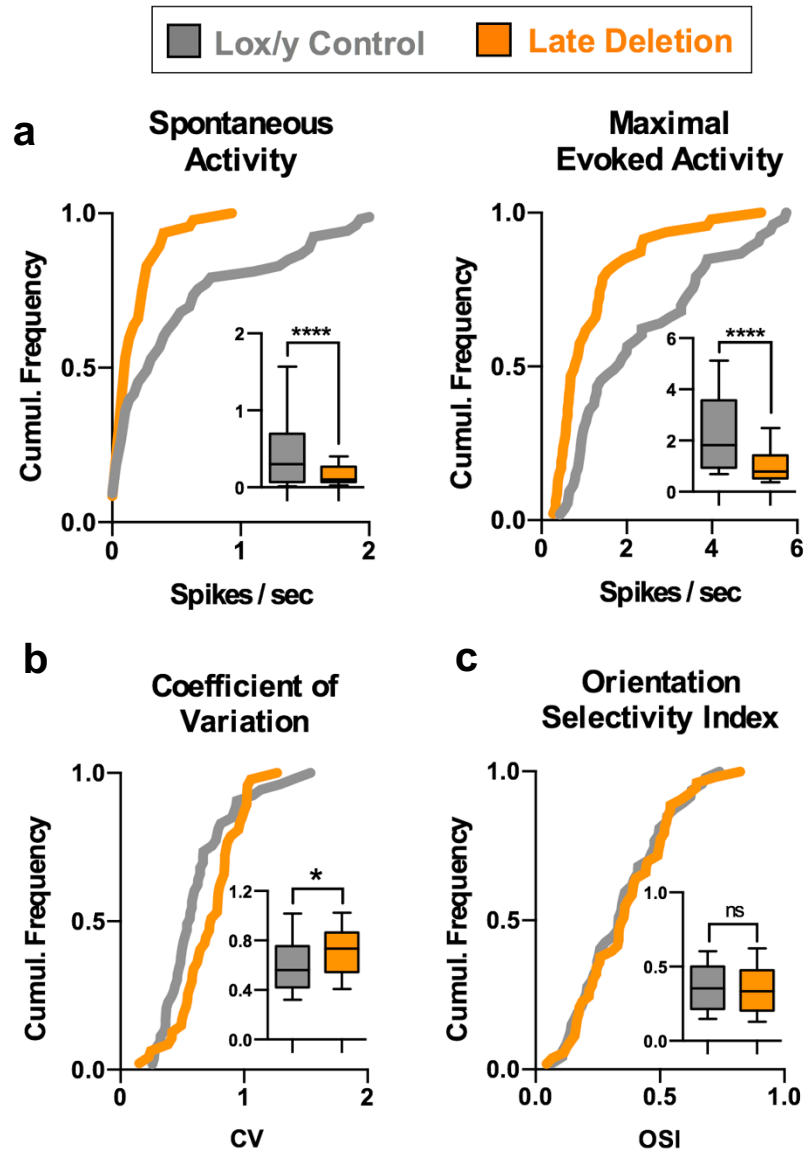 Lox/y Control Late Deletion
a
Spontaneous
Activity
Cumul. Frequency
1.0
0.5
0.0
0 1 2
Spikes / sec
2
1
0
****
Maximal
Evoked Activity
Cumul. Frequency
1.0
0.5
0.0
0 2 4 6
Spikes / sec
6
4
2
0
****
b
Coefficient of
Variation
Cumul. Frequency
1.0
0.5
0.0
0 1 2
CV
1.2
0.8
0.4
0.0
*
c
Orientation
Selectivity Index
Cumul. Frequency
1.0
0.5
0.0
0.0 0.5 1.0
OSI
1.0
0.5
0.0
ns